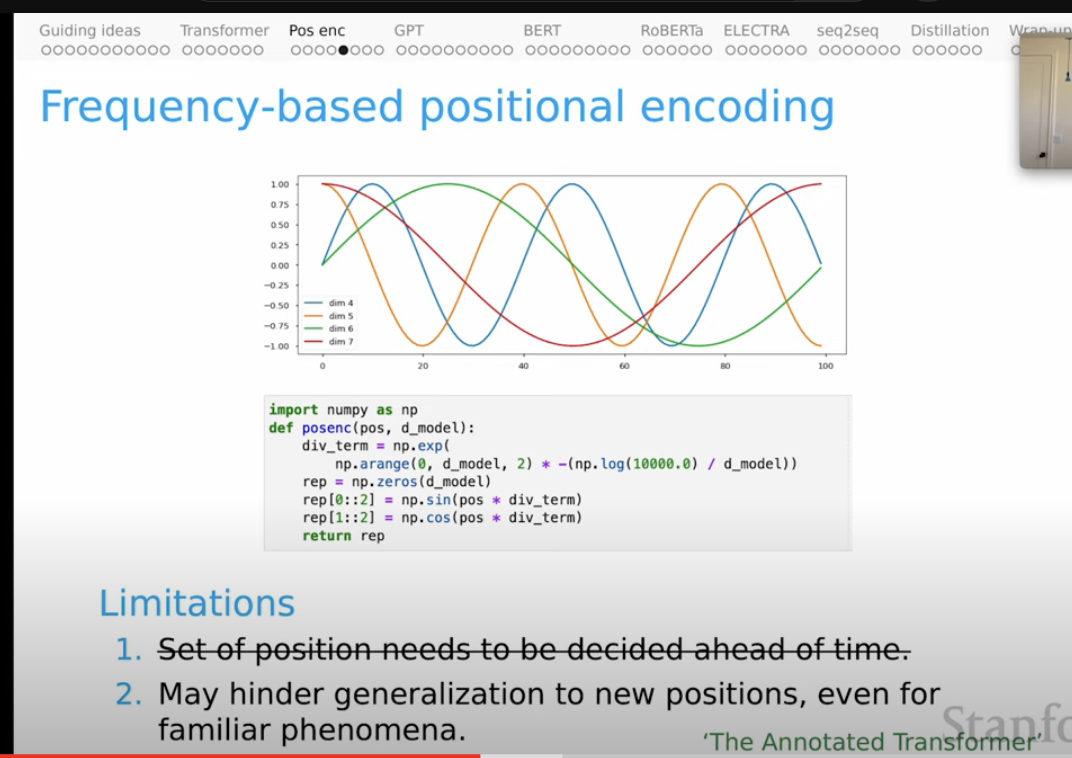 Guiding ideas Transformer Pos enc GPT BERT RoBERTa ELECTRA seq2seq Distillation Wrap-up
Frequency-based positional encoding
1.00
0.75
0.50
0.25
0.00
−0.25
−0.50
−0.75
−1.00
dim 4
dim 5
dim 6
dim 7
0 20 40 60 80 100
import numpy as np
def posenc(pos, d_model):
    div_term = np.exp(
        np.arange(0, d_model, 2) * -(np.log(10000.0) / d_model))
    rep = np.zeros(d_model)
    rep[0::2] = np.sin(pos * div_term)
    rep[1::2] = np.cos(pos * div_term)
    return rep
Limitations
1. Set of position needs to be decided ahead of time.
2. May hinder generalization to new positions, even for
familiar phenomena.
Stanfo
‘The Annotated Transformer’